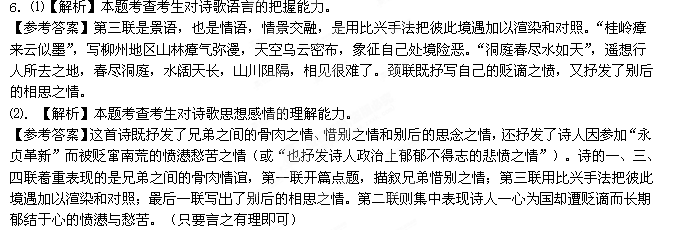 6. ⑴【解析】本题考查考生对诗歌语言的把握能力。
【参考答案】第三联是景语，也是情语，情景交融，是用比兴手法把彼此境遇加以渲染和对照。“桂岭瘴
来云似墨”，写柳州地区山林瘴气弥漫，天空乌云密布，象征自己处境险恶。“洞庭春尽水如天”，遥想行
人所去之地，春尽洞庭，水阔天长，山川阻隔，相见很难了。颈联既抒写自己的贬谪之愤，又抒发了别后
的相思之情。
⑵. 【解析】本题考查考生对诗歌思想感情的理解能力。
【参考答案】这首诗既抒发了兄弟之间的骨肉之情、惜别之情和别后的思念之情，还抒发了诗人因参加“永
贞革新”而被贬窜南荒的愤懑愁苦之情（或“也抒发诗人政治上郁郁不得志的悲愤之情”）。诗的一、三、
四联着重表现的是兄弟之间的骨肉情谊，第一联开篇点题，描叙兄弟惜别之情；第三联用比兴手法把彼此
境遇加以渲染和对照；最后一联写出了别后的相思之情。第二联则集中表现诗人一心为国却遭贬谪而长期
郁结于心的愤懑与愁苦。（只要言之有理即可）